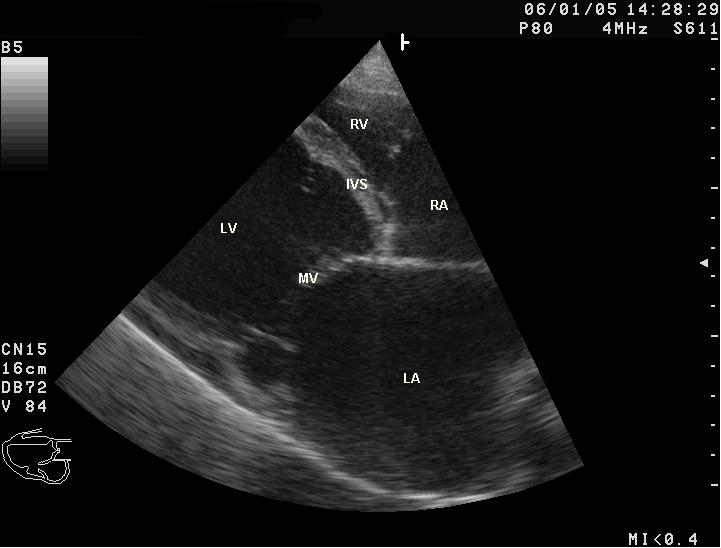 06/01/05 14:28:29
P80 4MHz S611
B5
RV
IVS
RA
LV
MV
LA
CN15
16cm
DB72
V 84
MI<0.4